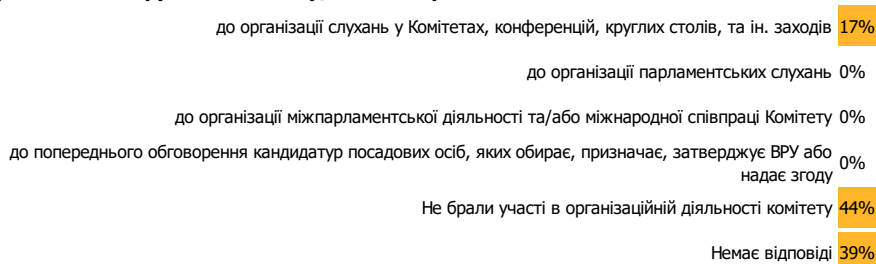 до організації слухань у Комітетах, конференцій, круглих столів, та ін. заходів 17%
до організації парламентських слухань 0%
до організації міжпарламентської діяльності та/або міжнародної співпраці Комітету 0%
до попереднього обговорення кандидатур посадових осіб, яких обирає, призначає, затверджує ВРУ або
надає згоду 0%
Не брали участі в організаційній діяльності комітету 44%
Немає відповіді 39%